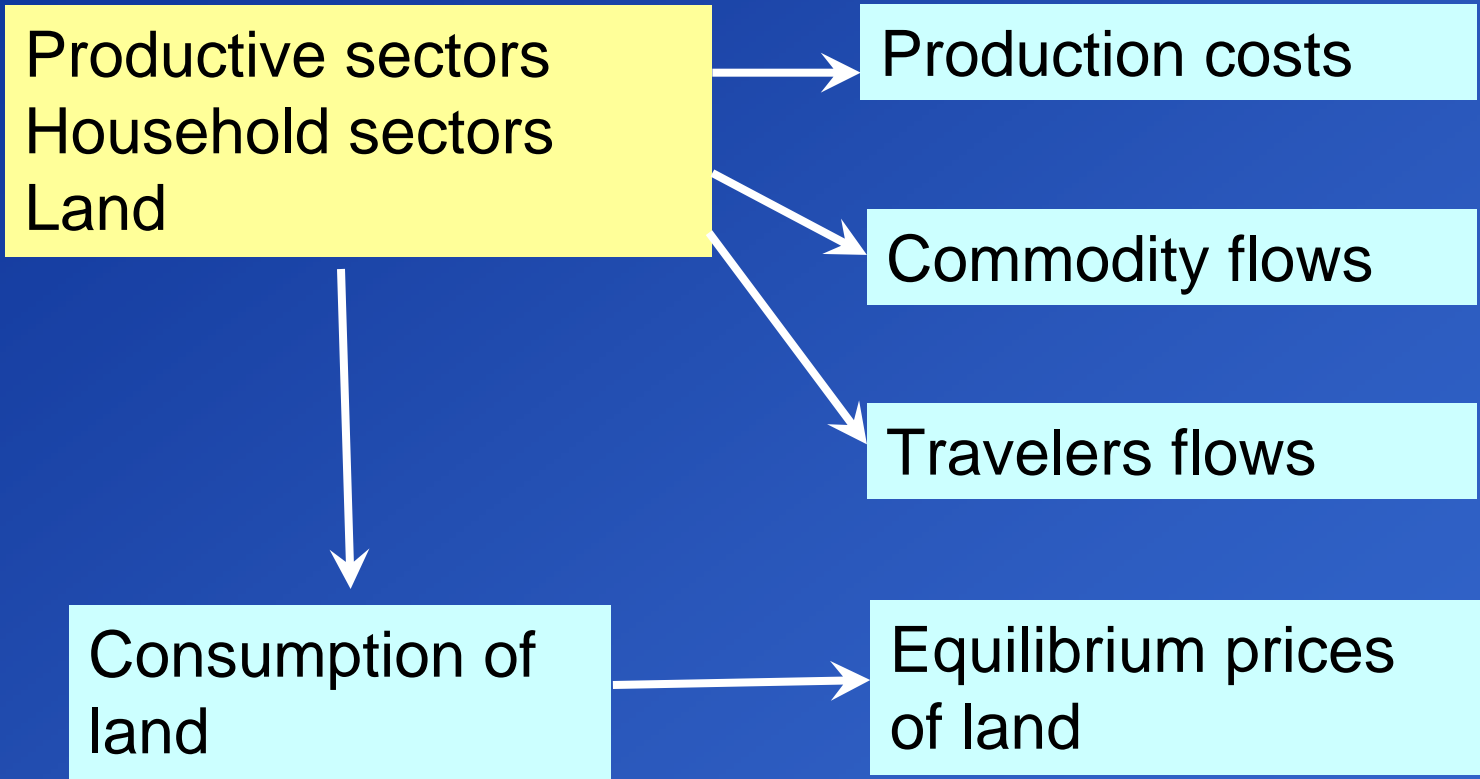 Productive sectors
Household sectors
Land
Production costs
Commodity flows
Travelers flows
Consumption of
land
Equilibrium prices
of land